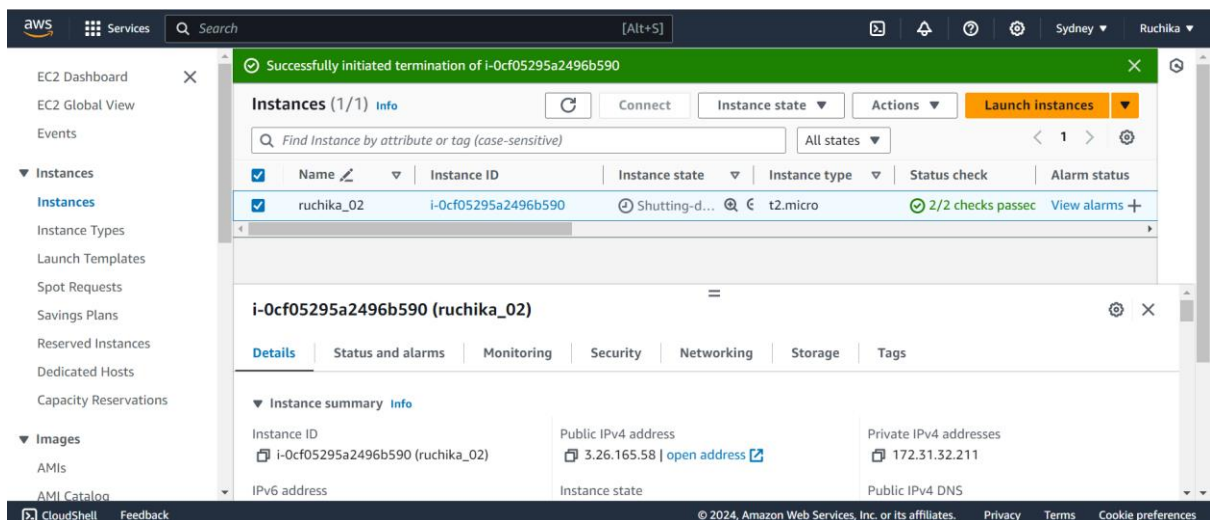 aws Services Search [Alt+S] Sydney Ruchika
EC2 Dashboard
EC2 Global View
Events
Instances
Instances
Instance Types
Launch Templates
Spot Requests
Savings Plans
Reserved Instances
Dedicated Hosts
Capacity Reservations
Images
AMIs
AMI Catalog
Successfully initiated termination of i-0cf05295a2496b590
Instances (1/1) Info Connect Instance state Actions Launch instances
Find Instance by attribute or tag (case-sensitive) All states 1
Name Instance ID Instance state Instance type Status check Alarm status
ruchika_02 i-0cf05295a2496b590 Shutting-d... t2.micro 2/2 checks passec View alarms
i-0cf05295a2496b590 (ruchika_02)
Details Status and alarms Monitoring Security Networking Storage Tags
Instance summary Info
Instance ID Public IPv4 address Private IPv4 addresses
i-0cf05295a2496b590 (ruchika_02) 3.26.165.58 | open address 172.31.32.211
IPv6 address Instance state Public IPv4 DNS
CloudShell Feedback © 2024, Amazon Web Services, Inc. or its affiliates. Privacy Terms Cookie preferences